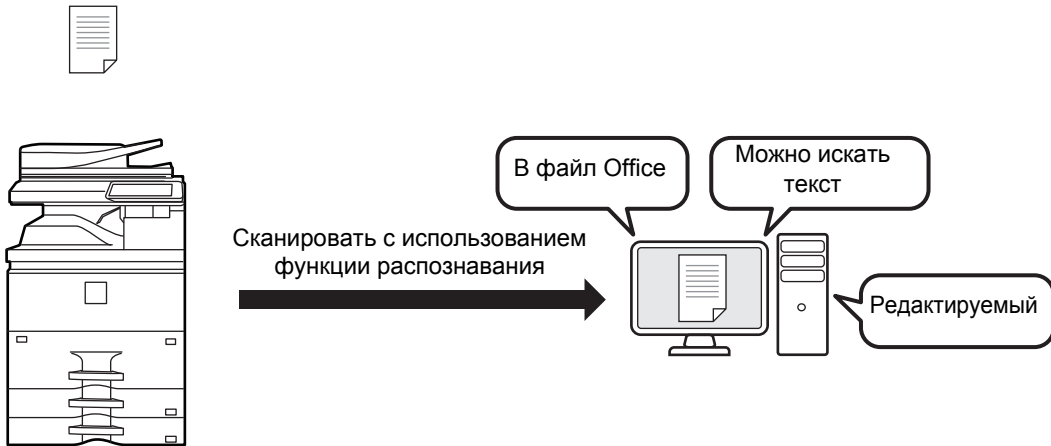 В файл Office
Можно искать
текст
Сканировать с использованием
функции распознавания
Редактируемый